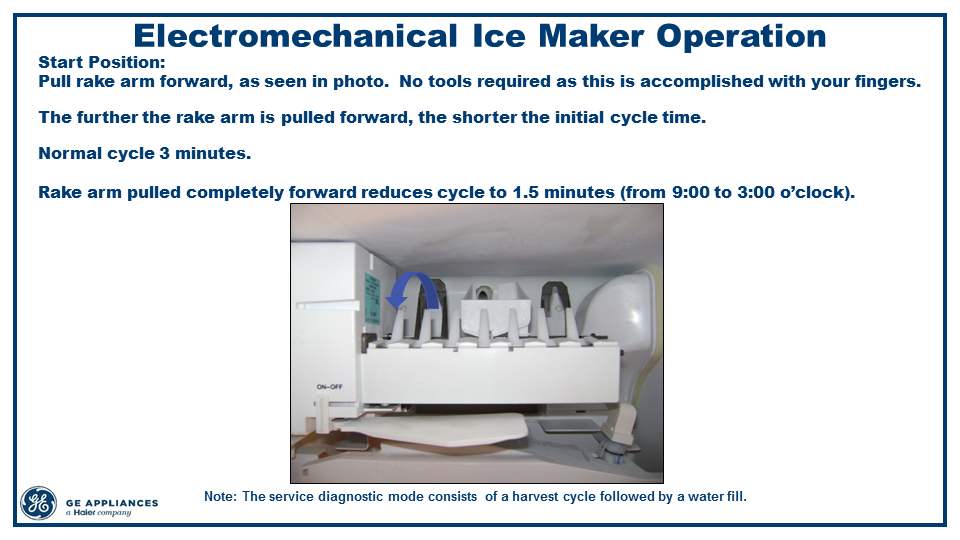 Electromechanical Ice Maker Operation
Start Position:
Pull rake arm forward, as seen in photo.  No tools required as this is accomplished with your fingers.
The further the rake arm is pulled forward, the shorter the initial cycle time.
Normal cycle 3 minutes.
Rake arm pulled completely forward reduces cycle to 1.5 minutes (from 9:00 to 3:00 o’clock).
ON–OFF
Note: The service diagnostic mode consists  of a harvest cycle followed by a water fill.
GE APPLIANCES
a Haier company